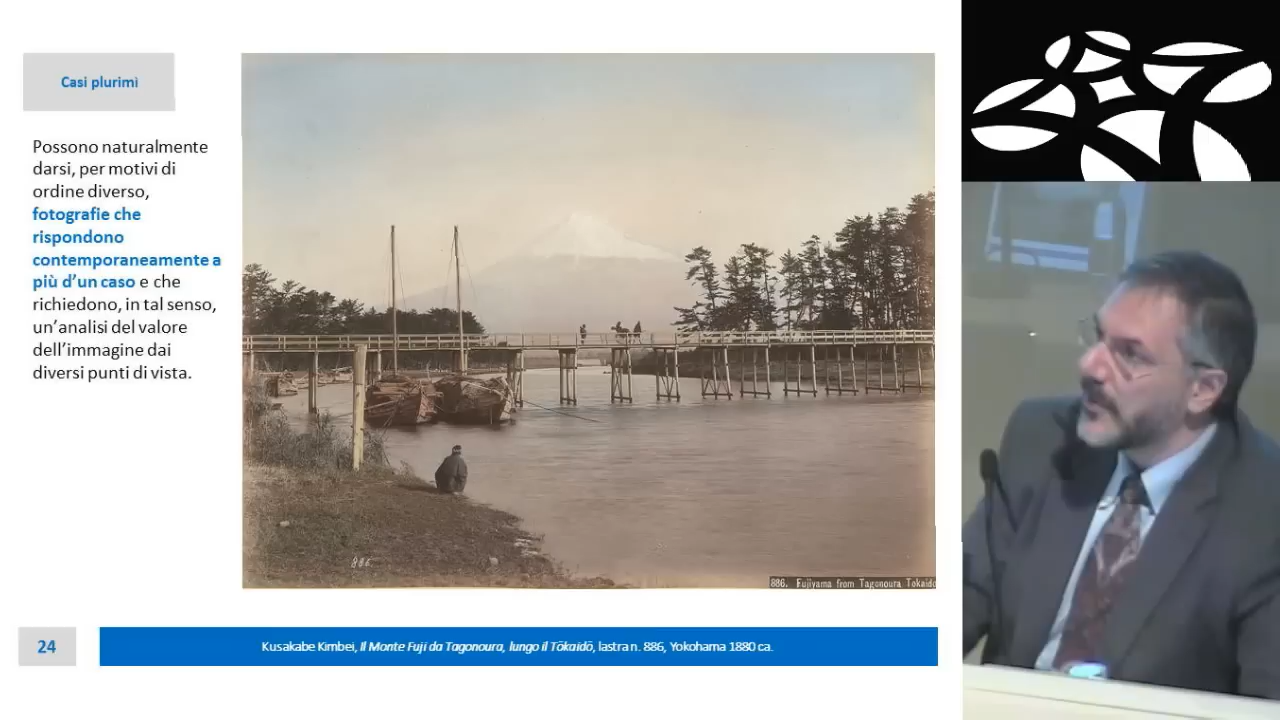 Casi plurimi
Possono naturalmente
darsi, per motivi di
ordine diverso,
fotografie che
rispondono
contemporaneamente a
più d’un caso e che
richiedono, in tal senso,
un’analisi del valore
dell’immagine dai
diversi punti di vista.
886
886. Fujiyama from Tagonoura Tokaido
24
Kusakabe Kimbei, Il Monte Fuji da Tagonoura, lungo il Tōkaidō, lastra n. 886, Yokohama 1880 ca.